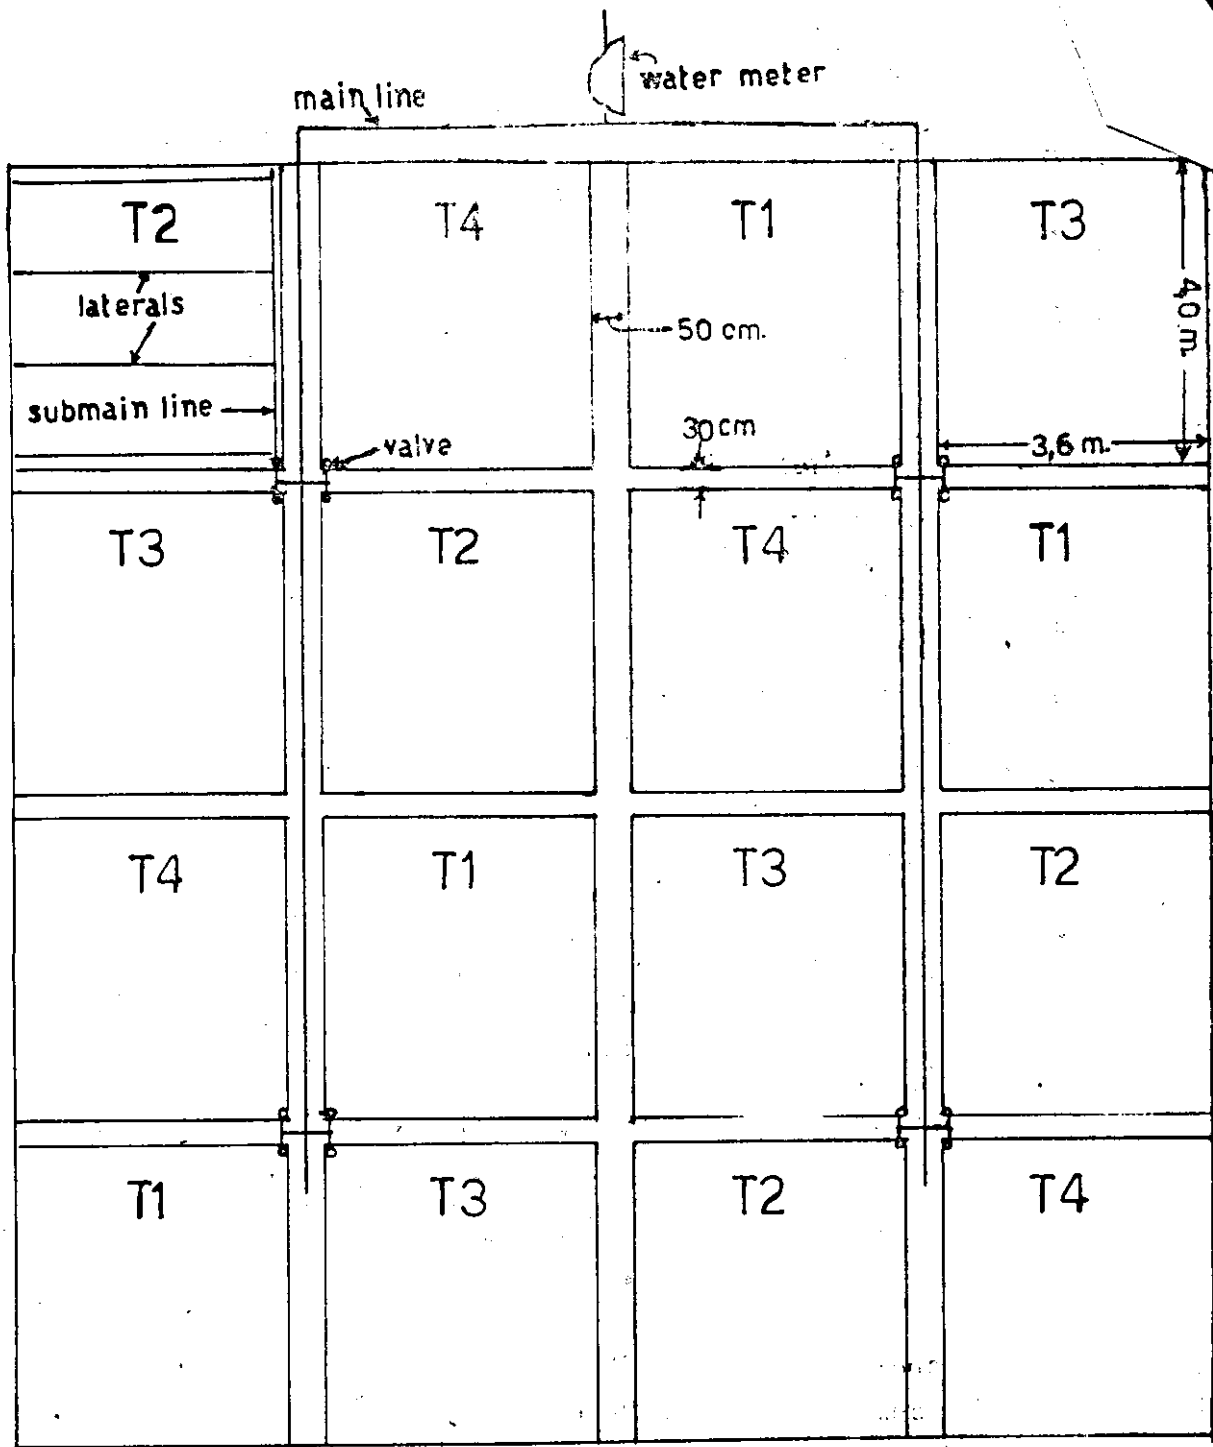 water meter
main line
T2
T4
T1
T3
laterals
50 cm.
4,0 m.
submain line
30 cm
valve
3,6 m.
T3
T2
T4
T1
T4
T1
T3
T2
T1
T3
T2
T4